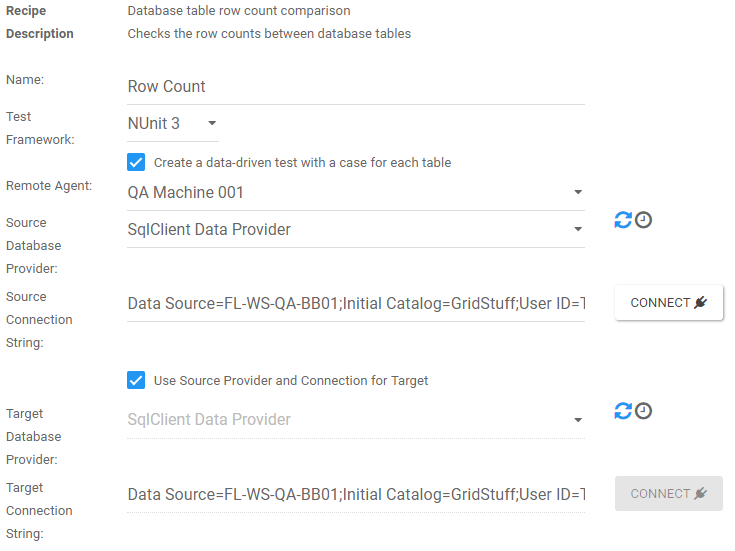 Recipe Database table row count comparison
Description Checks the row counts between database tables
Name: Row Count
Test Framework: NUnit 3
Create a data-driven test with a case for each table
Remote Agent: QA Machine 001
Source Database Provider: SqlClient Data Provider
Source Connection String: Data Source=FL-WS-QA-BB01;Initial Catalog=GridStuff;User ID= CONNECT
Use Source Provider and Connection for Target
Target Database Provider: SqlClient Data Provider
Target Connection String: Data Source=FL-WS-QA-BB01;Initial Catalog=GridStuff;User ID= CONNECT